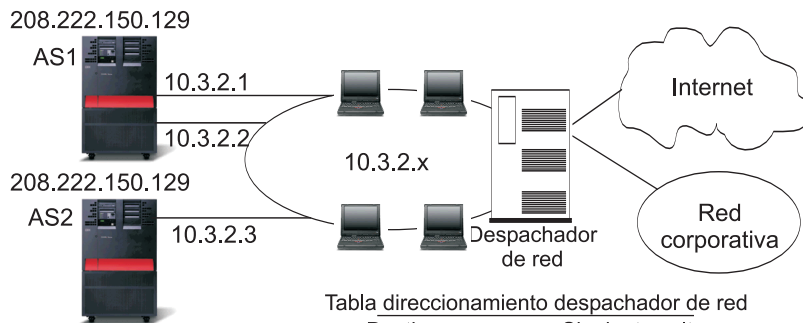 208.222.150.129
AS1
10.3.2.1
10.3.2.2
Internet
10.3.2.x
208.222.150.129
AS2
10.3.2.3
Despachador
de red
Red
corporativa
Tabla direccionamiento despachador de red